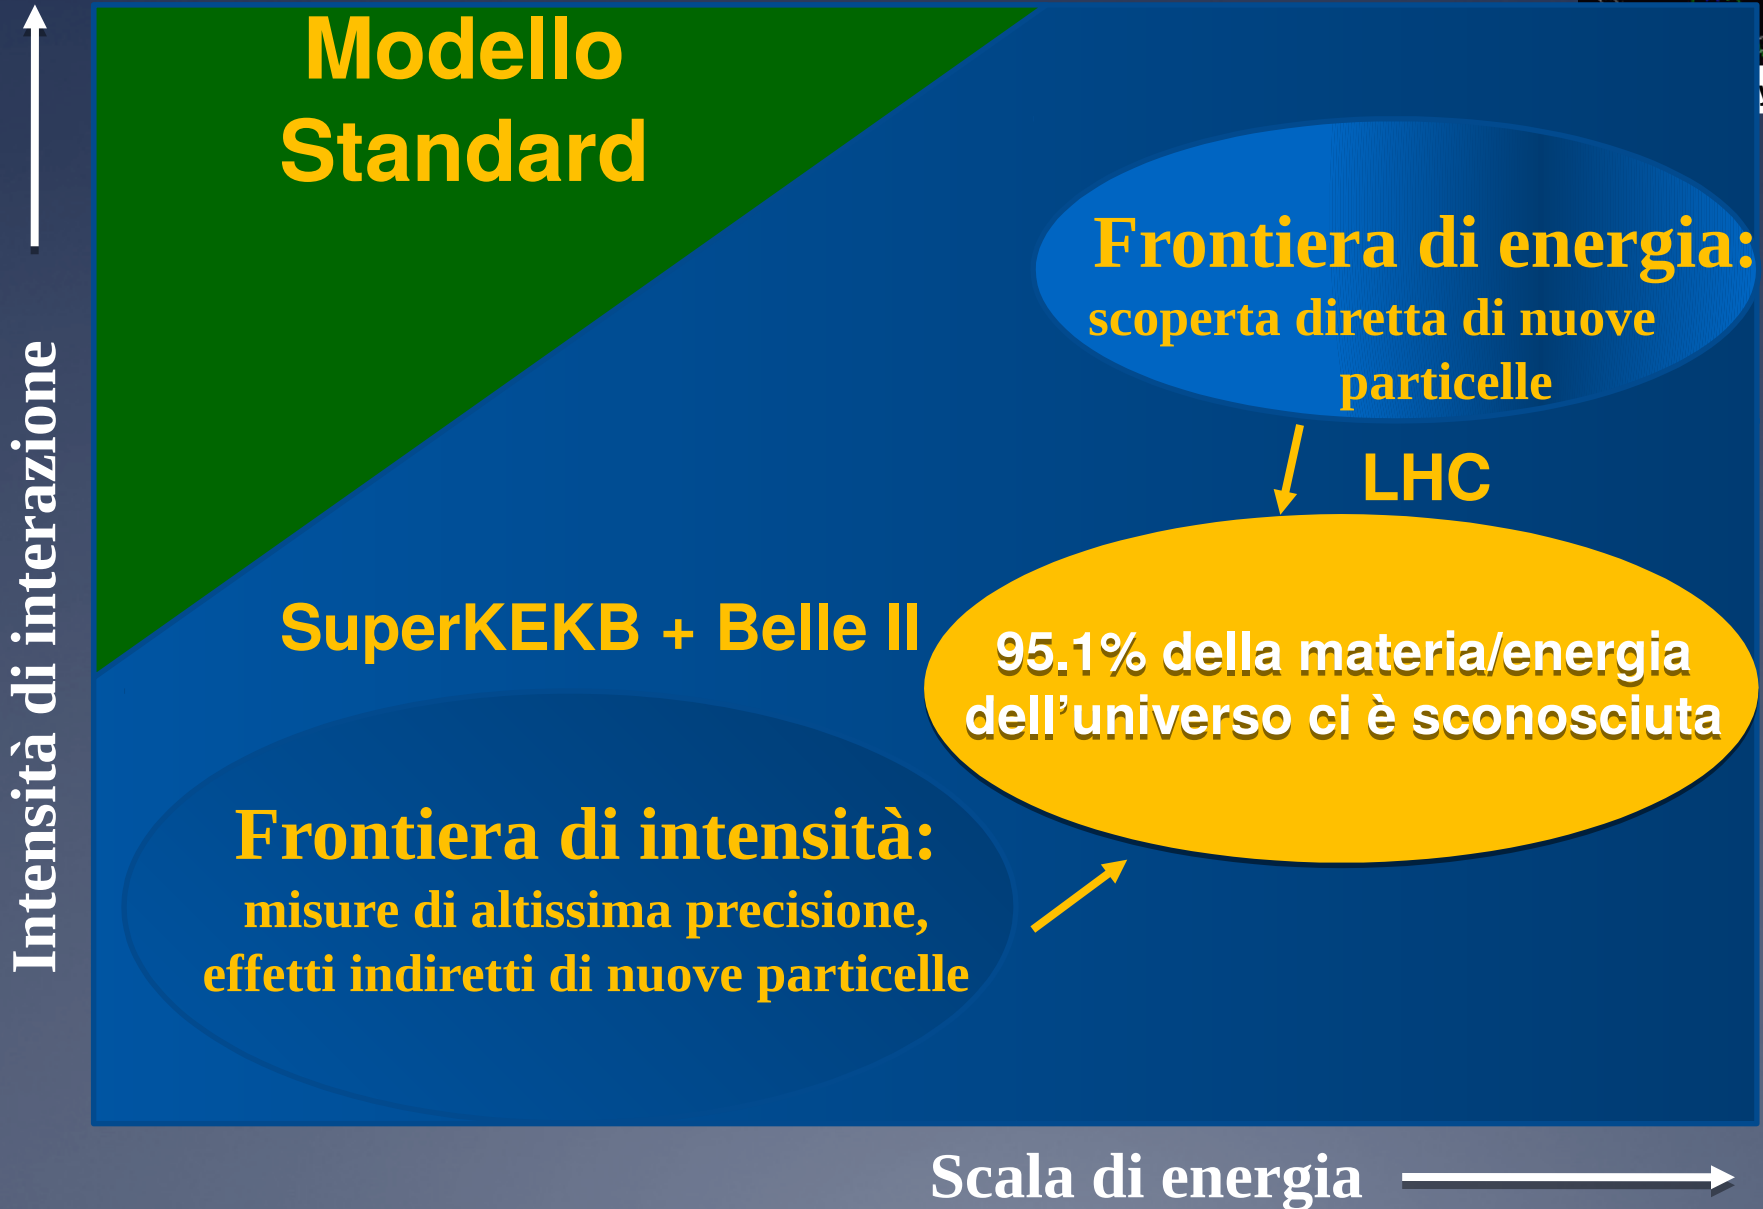 Modello
Standard
Frontiera di energia:
scoperta diretta di nuove
particelle
LHC
SuperKEKB + Belle II
95.1% della materia/energia
dell’universo ci è sconosciuta
Frontiera di intensità:
misure di altissima precisione,
effetti indiretti di nuove particelle
Intensità di interazione
Scala di energia